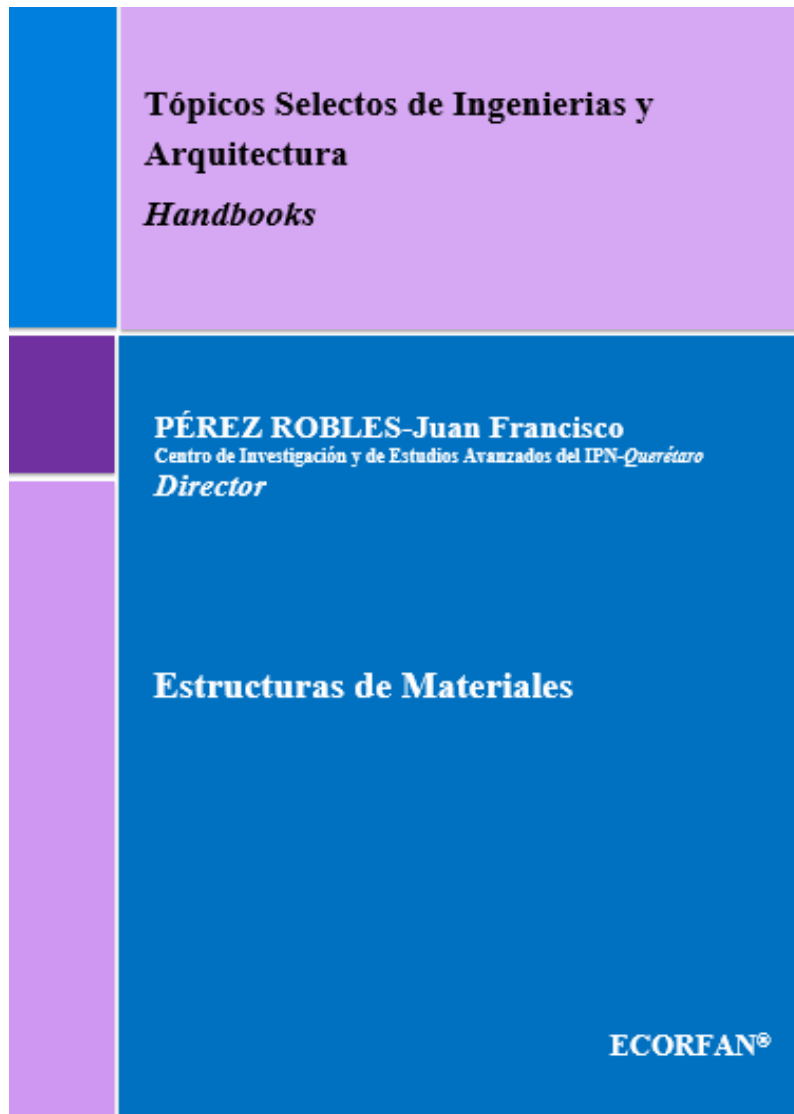 Tópicos Selectos de Ingenierias y
Arquitectura
Handbooks
PÉREZ ROBLES-Juan Francisco
Centro de Investigación y de Estudios Avanzados del IPN-Querétaro
Director
Estructuras de Materiales
ECORFAN®